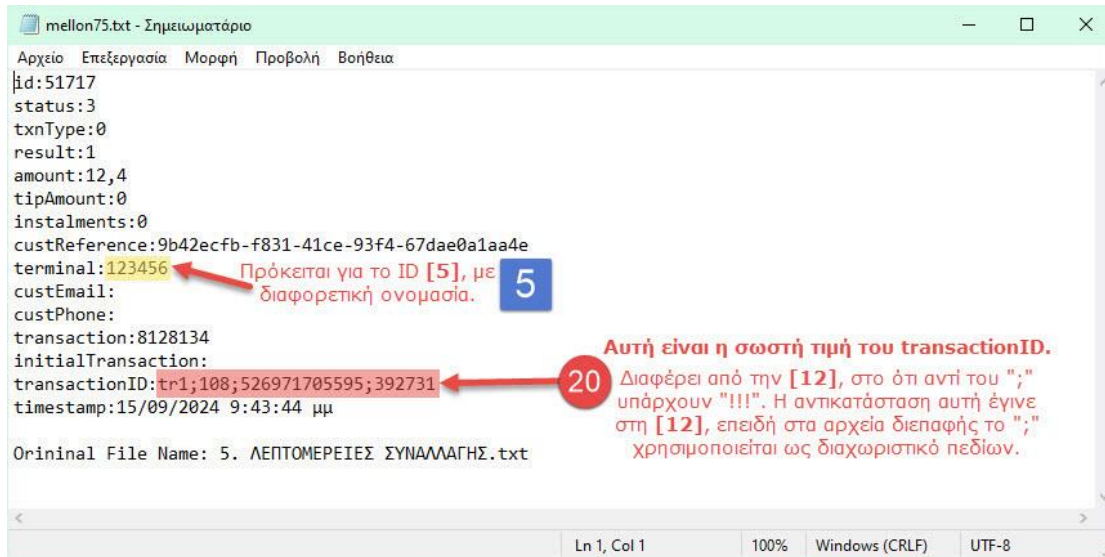 mellon75.txt - Σημειωματάριο
Αρχείο Επεξεργασία Μορφή Προβολή Βοήθεια
id:51717
status:3
txnType:0
result:1
amount:12,4
tipAmount:0
instalments:0
custReference:9b42ecfb-f831-41ce-93f4-67dae0a1aa4e
terminal:123456
Πρόκειται για το ID [5], με
διαφορετική ονομασία.
5
custEmail:
custPhone:
transaction:8128134
initialTransaction:
transactionID:tr1;108;526971705595;392731
timestamp:15/09/2024 9:43:44 μμ
20
Αυτή είναι η σωστή τιμή του transactionID.
Διαφέρει από την [12], στο ότι αντί του ";"
υπάρχουν "!!!". Η αντικατάσταση αυτή έγινε
στη [12], επειδή στα αρχεία διεπαφής το ";"
χρησιμοποιείται ως διαχωριστικό πεδίων.
Orininal File Name: 5. ΛΕΠΤΟΜΕΡΕΙΕΣ ΣΥΝΑΛΛΑΓΗΣ.txt
Ln 1, Col 1 100% Windows (CRLF) UTF-8